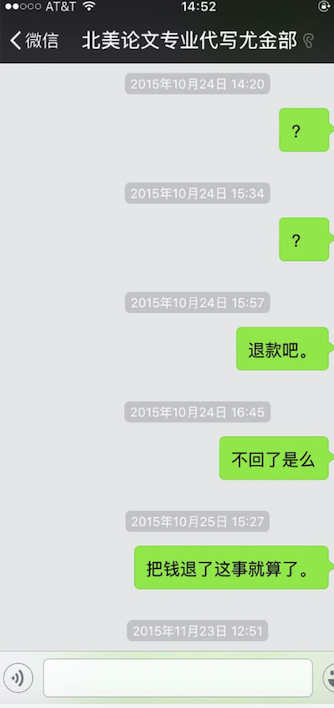 AT&T 14:52
微信 北美论文专业代写尤金部
2015年10月24日 14:20
?
2015年10月24日 15:34
?
2015年10月24日 15:57
退款吧。
2015年10月24日 16:45
不回了是么
2015年10月25日 15:27
把钱退了这事就算了。
2015年11月23日 12:51